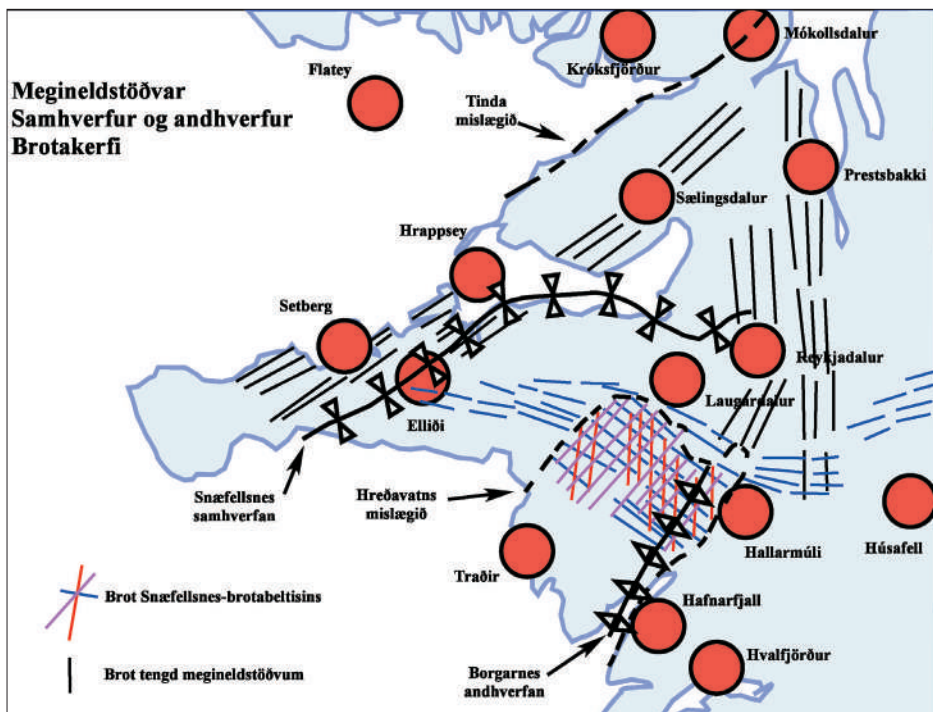 Megineldstöðvar
Samhverfur og andhverfur
Brotakerfi
Flatey
Króksfjörður
Mókollsdalur
Tinda
mislægið
Prestsbakki
Sælingsdalur
Hrappsey
Setberg
Reykjadalur
Laugardalur
Elliði
Snæfellsnes
samhverfan
Hreðavatns
mislægið
Traðir
Hallarmúli
Húsafell
Hafnarfjall
Brot Snæfellsnes-brotabeltisins
Hvalfjörður
Borgarnes
andhverfan
Brot tengd megineldstöðvum